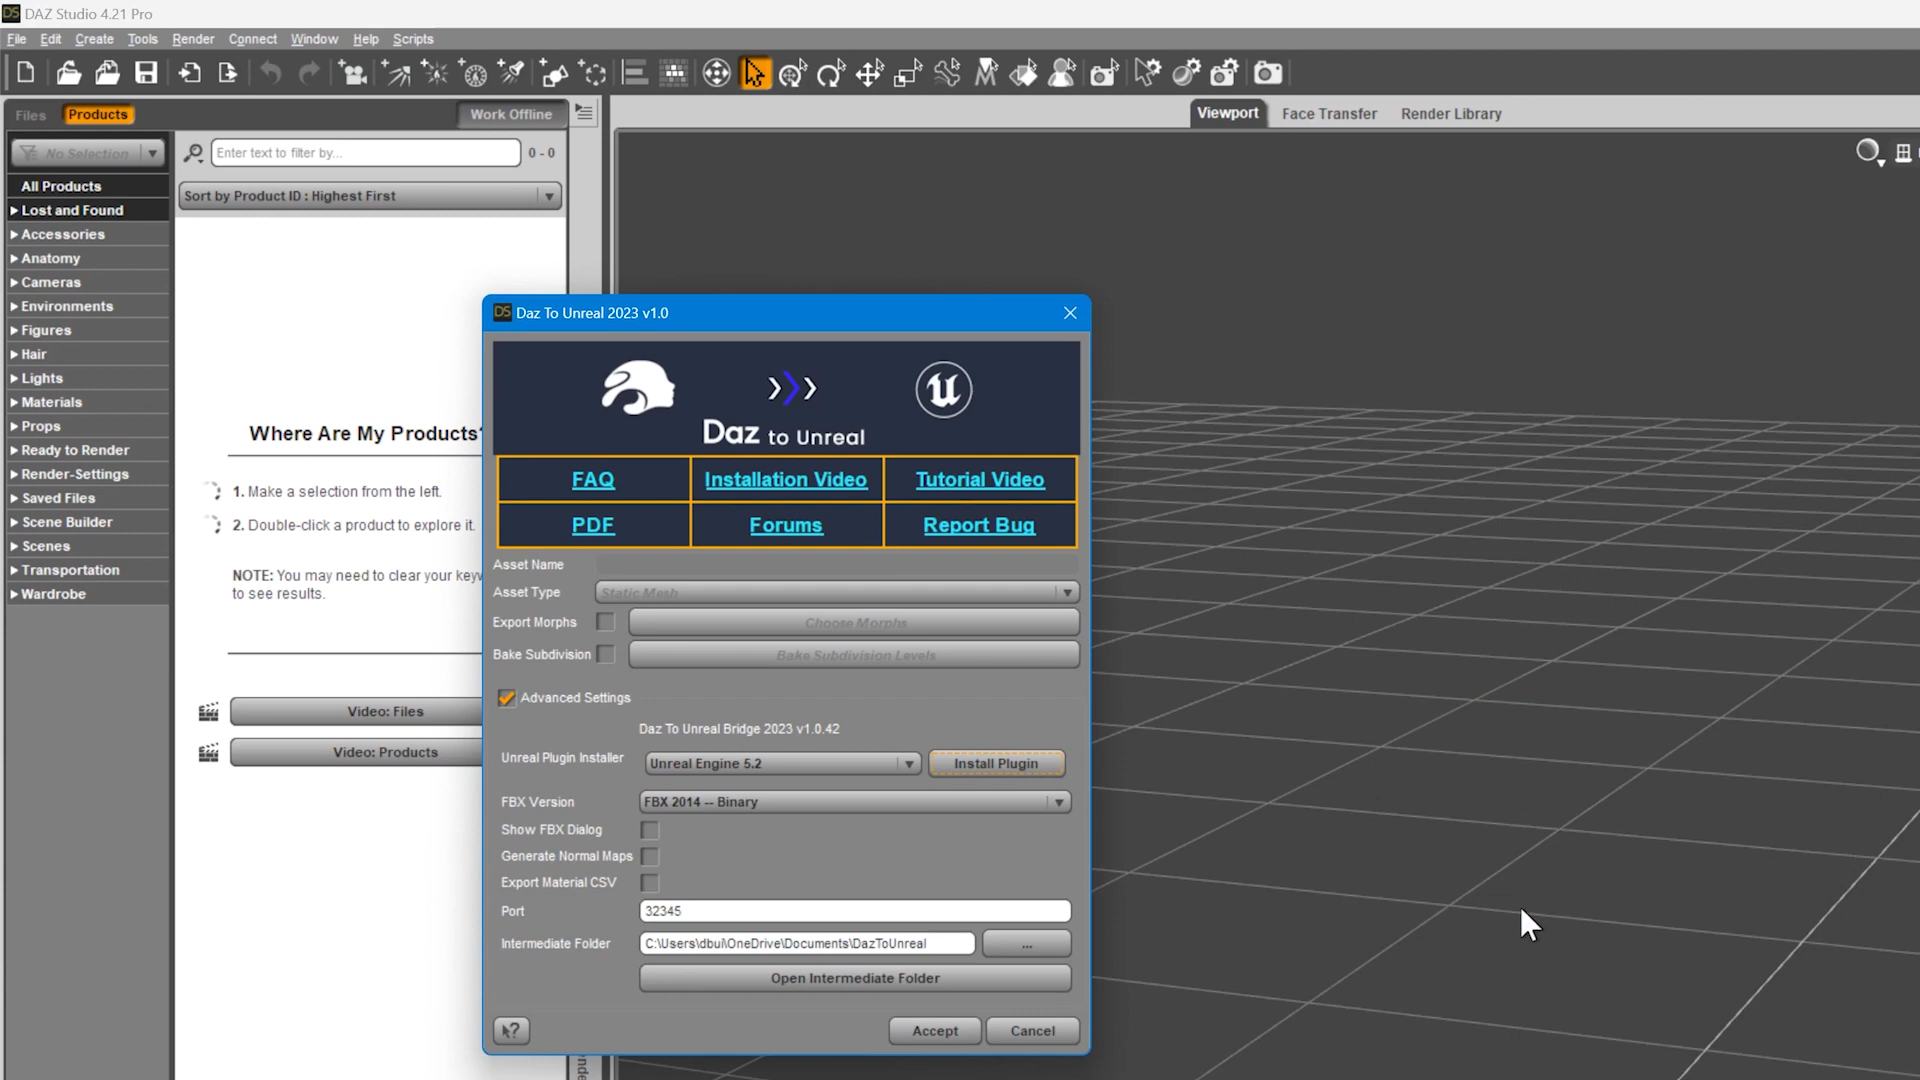 DS DAZ Studio 4.21 Pro
File Edit Create Tools Render Connect Window Help Scripts
Files Products Work Offline
Viewport Face Transfer Render Library
No Selection
Enter text to filter by... 0 - 0
All Products
Sort by Product ID : Highest First
Lost and Found
Accessories
Anatomy
Cameras
Environments
Figures
Hair
Lights
Materials
Props
Ready to Render
Render-Settings
Saved Files
Scene Builder
Scenes
Transportation
Wardrobe
Where Are My Products?
1. Make a selection from the left.
2. Double-click a product to explore it.
NOTE: You may need to clear your
to see results.
Video: Files
Video: Products
DS Daz To Unreal 2023 v1.0
Daz to Unreal
FAQ Installation Video Tutorial Video
PDF Forums Report Bug
Asset Name
Asset Type Static Mesh
Export Morphs Choose Morphs
Bake Subdivision Bake Subdivision Levels
Advanced Settings
Daz To Unreal Bridge 2023 v1.0.42
Unreal Plugin Installer Unreal Engine 5.2 Install Plugin
FBX Version FBX 2014 -- Binary
Show FBX Dialog
Generate Normal Maps
Export Material CSV
Port 32345
Intermediate Folder C:\Users\dbui\OneDrive\Documents\DazToUnreal ...
Open Intermediate Folder
? Accept Cancel